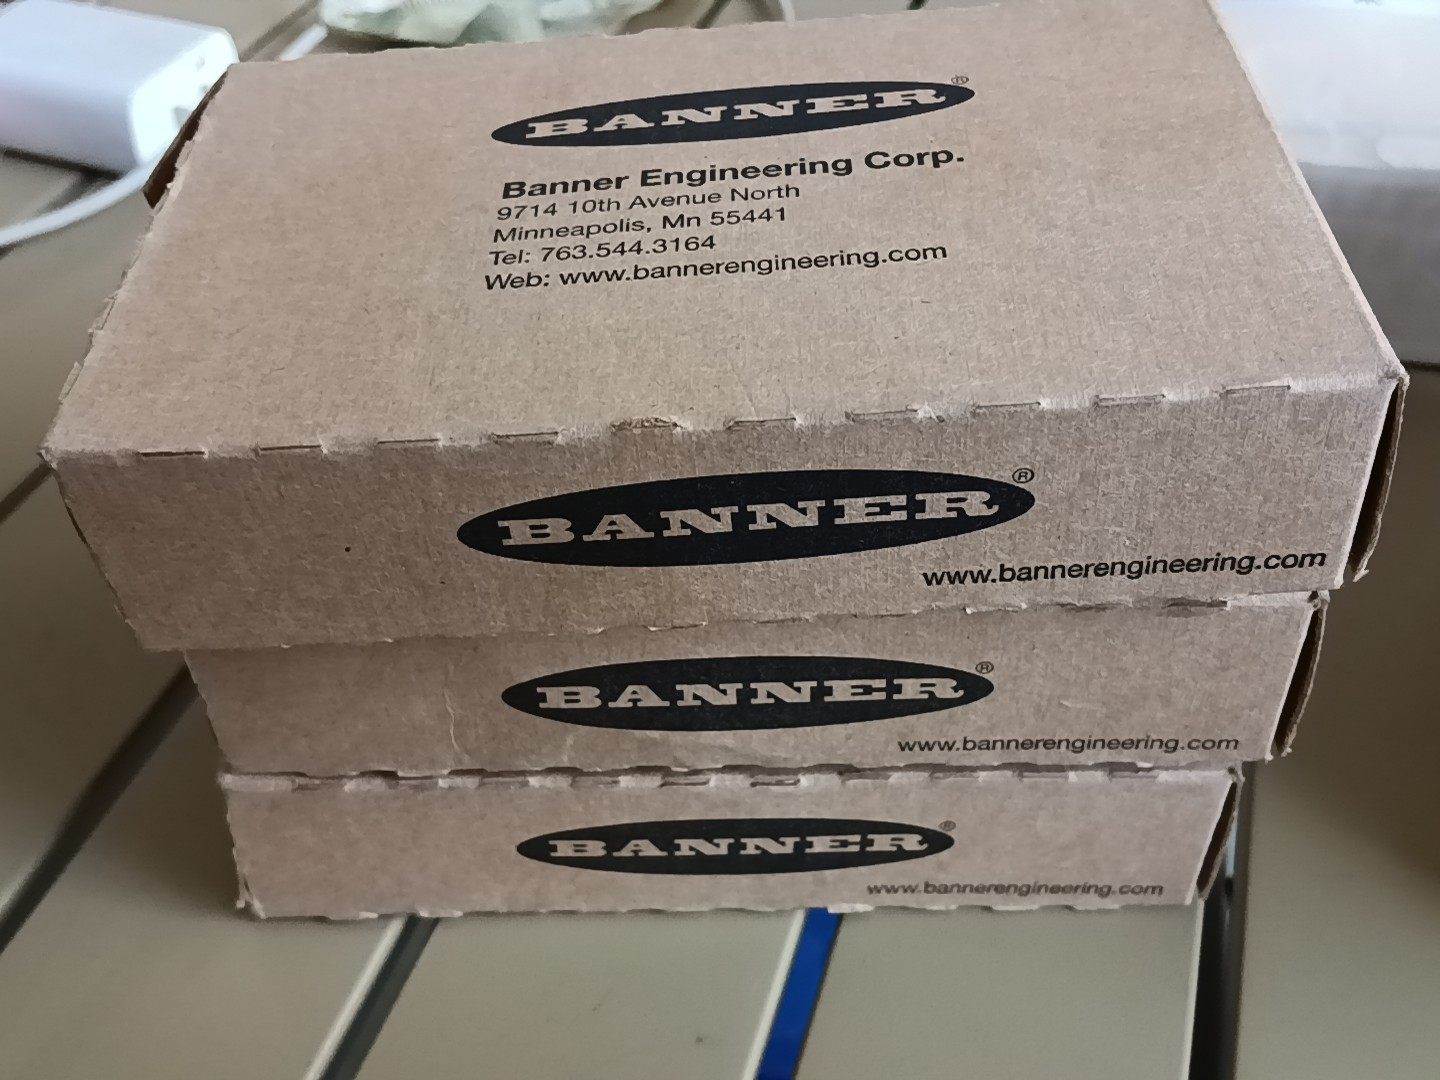 BANNER®
Banner Engineering Corp.
9714 10th Avenue North
Minneapolis, Mn 55441
Tel: 763.544.3164
Web: www.bannerengineering.com
BANNER®
www.bannerengineering.com
BANNER®
www.bannerengineering.com
BANNER®
www.bannerengineering.com